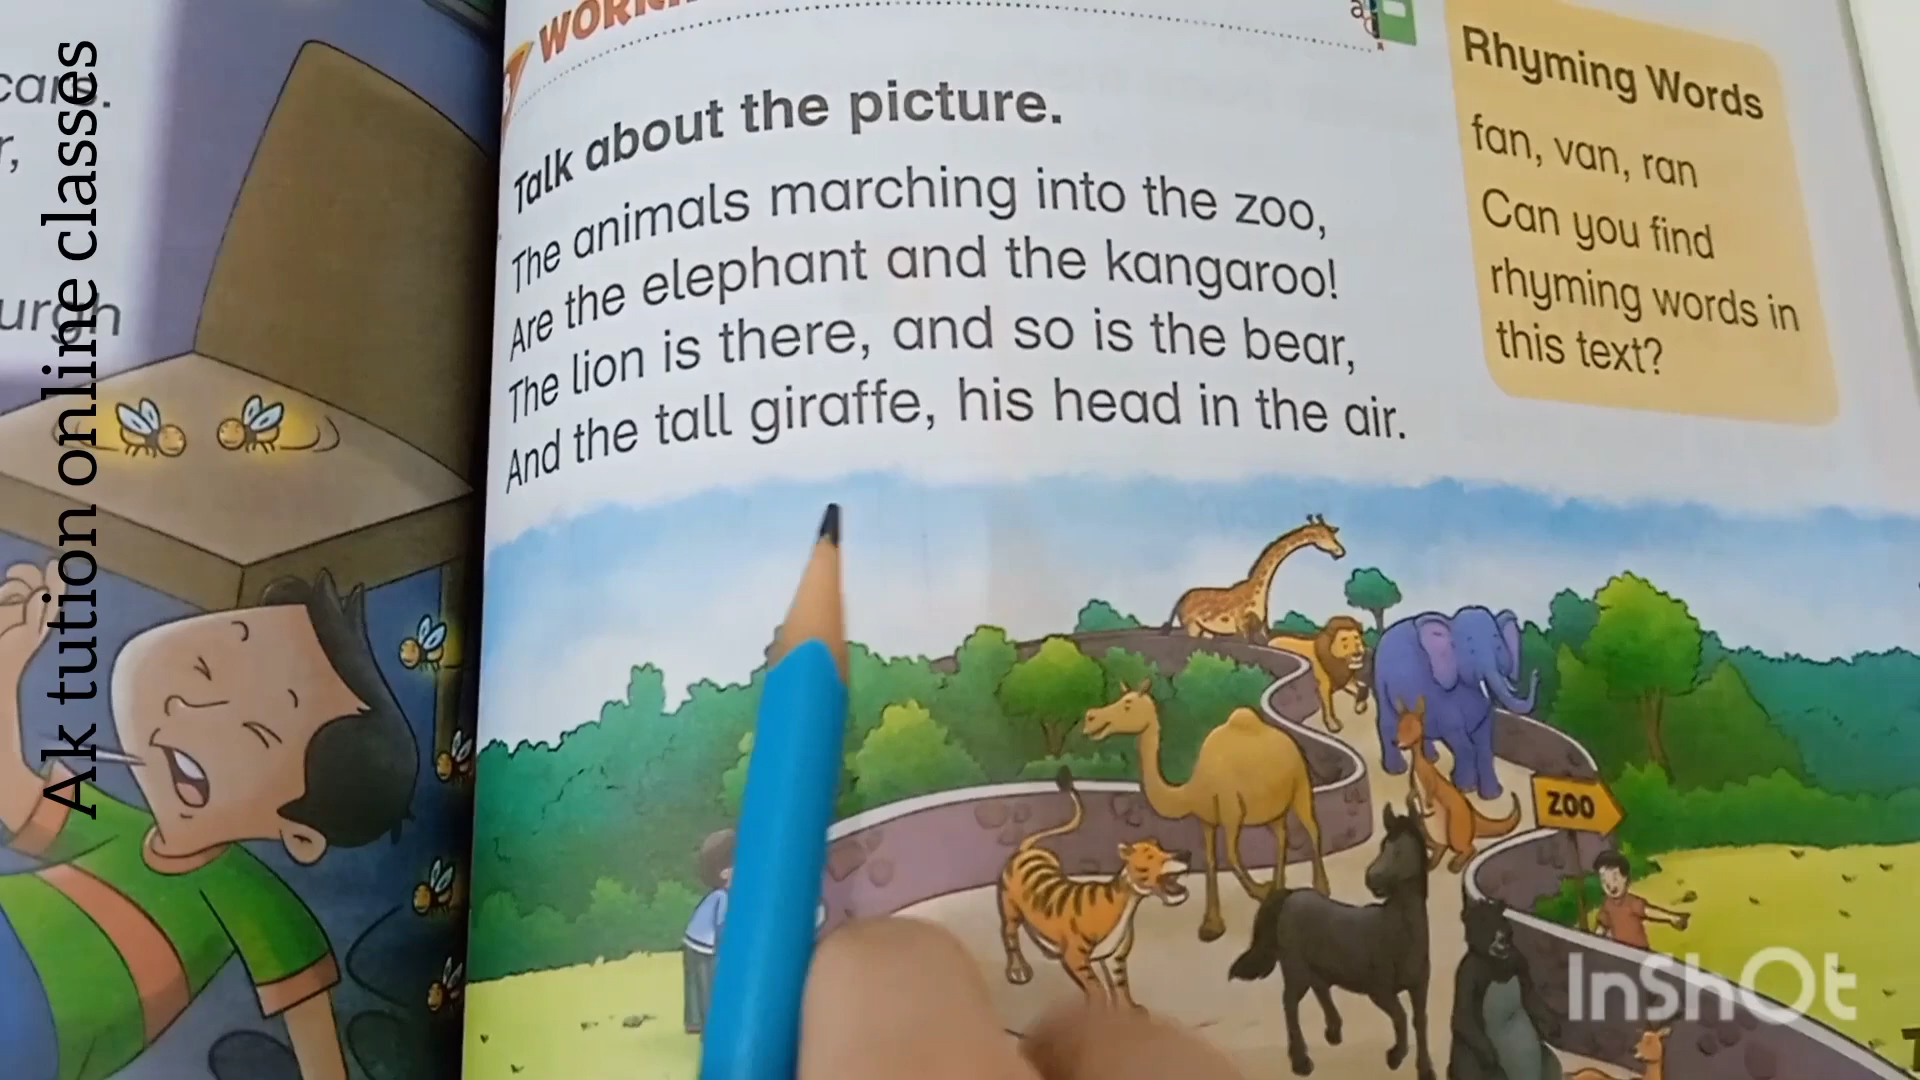 Ak tution online classes
Talk about the picture.
The animals marching into the zoo,
Are the elephant and the kangaroo!
The lion is there, and so is the bear,
And the tall giraffe, his head in the air.
Rhyming Words
fan, van, ran
Can you find
rhyming words in
this text?
ZOO
InShOt